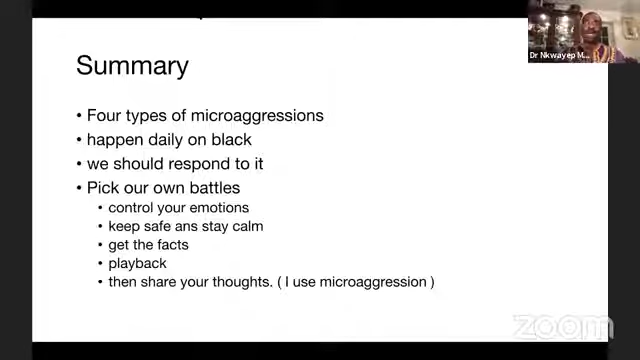 Dr Nkwayep M...
Summary
• Four types of microaggressions
• happen daily on black
• we should respond to it
• Pick our own battles
• control your emotions
• keep safe ans stay calm
• get the facts
• playback
• then share your thoughts. ( I use microaggression )
zoom